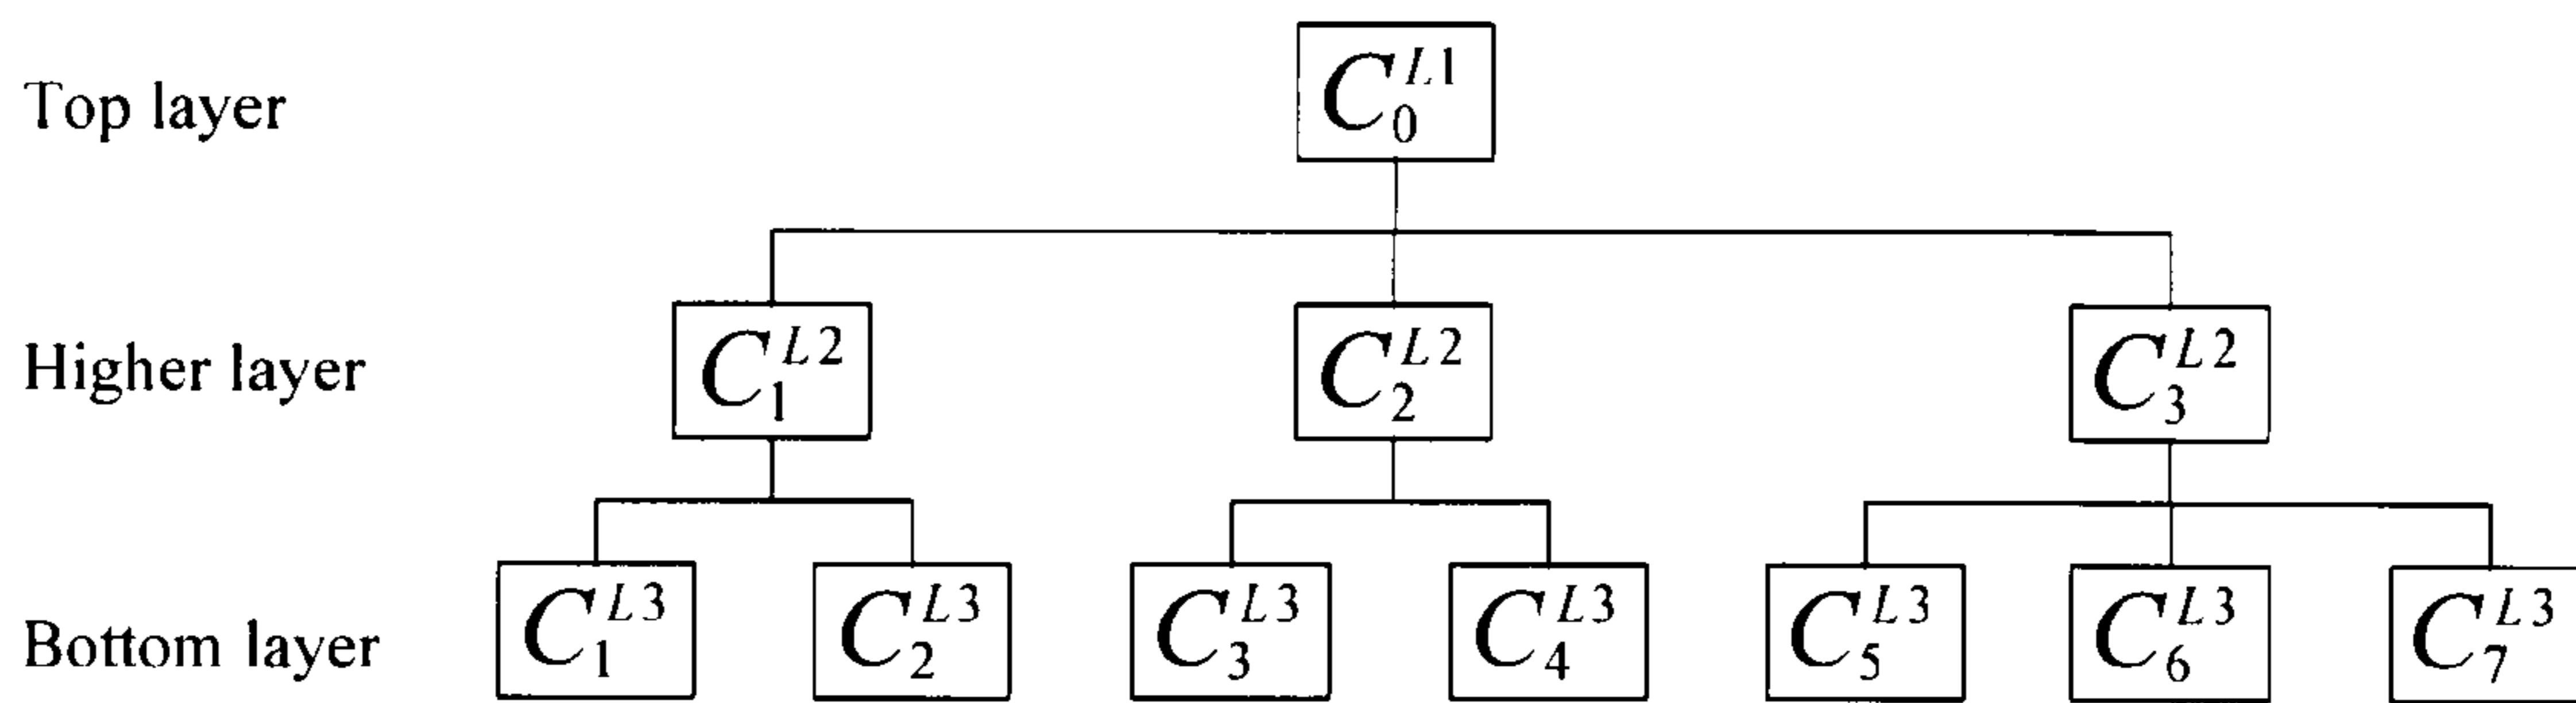 Top layer C_0^{L1}
Higher layer C_1^{L2} C_2^{L2} C_3^{L2}
Bottom layer C_1^{L3} C_2^{L3} C_3^{L3} C_4^{L3} C_5^{L3} C_6^{L3} C_7^{L3}